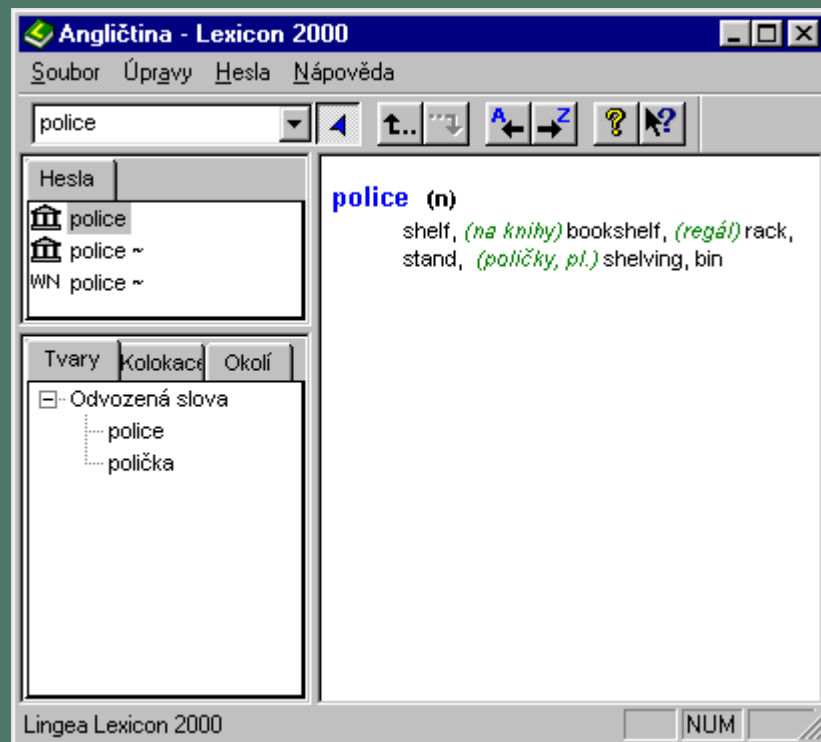 Angličtina - Lexicon 2000
Soubor Úpravy Hesla Nápověda
police
A Z ? ?
Hesla
police
police ~
WN police ~
Tvary Kolokace Okolí
Odvozená slova
police
polička
police (n)
shelf, (na knihy) bookshelf, (regál) rack,
stand, (poličky, pl.) shelving, bin
Lingea Lexicon 2000 NUM